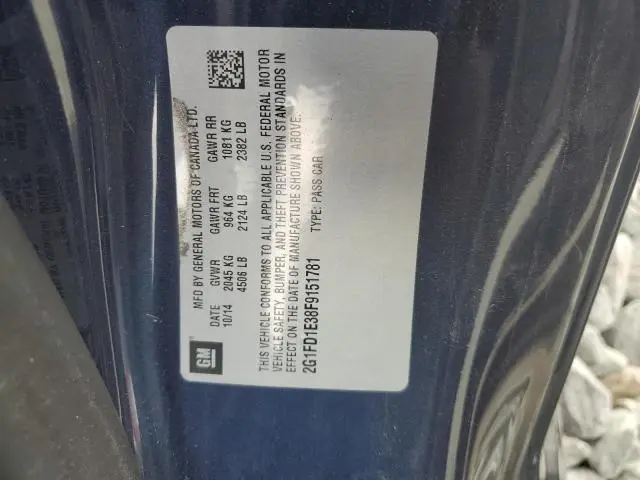 GM
MFD BY GENERAL MOTORS OF CANADA LTD.
DATE GVWR GAWR FRT GAWR RR
10/14 2045 KG 964 KG 1081 KG
4506 LB 2124 LB 2382 LB
THIS VEHICLE CONFORMS TO ALL APPLICABLE U.S. FEDERAL MOTOR
VEHICLE SAFETY, BUMPER, AND THEFT PREVENTION STANDARDS IN
EFFECT ON THE DATE OF MANUFACTURE SHOWN ABOVE.
2G1FD1E38F9151781 TYPE: PASS CAR